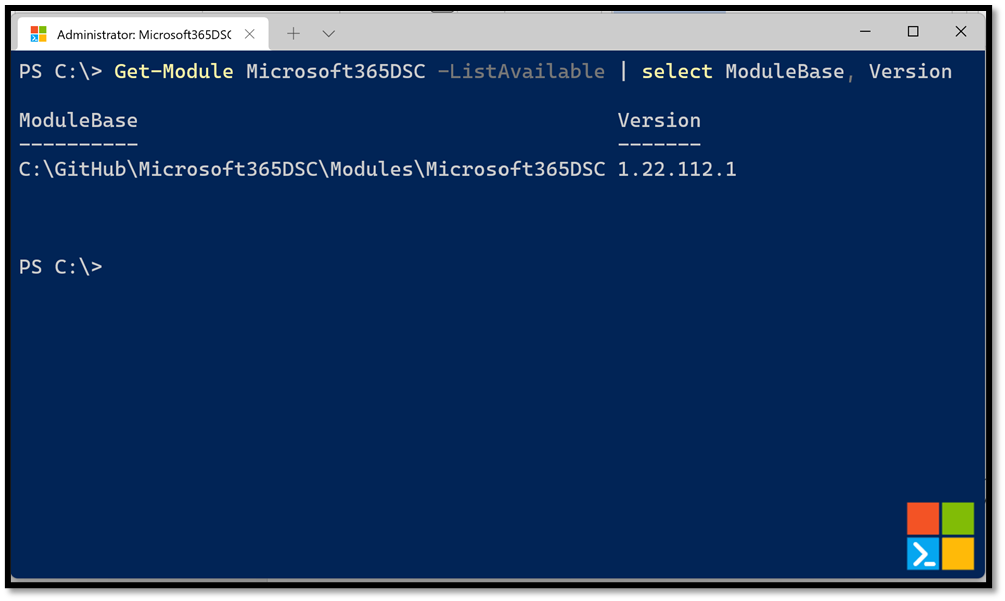 Administrator: Microsoft365DSC
PS C:\> Get-Module Microsoft365DSC -ListAvailable | select ModuleBase, Version
ModuleBase Version
---------- -------
C:\GitHub\Microsoft365DSC\Modules\Microsoft365DSC 1.22.112.1
PS C:\>